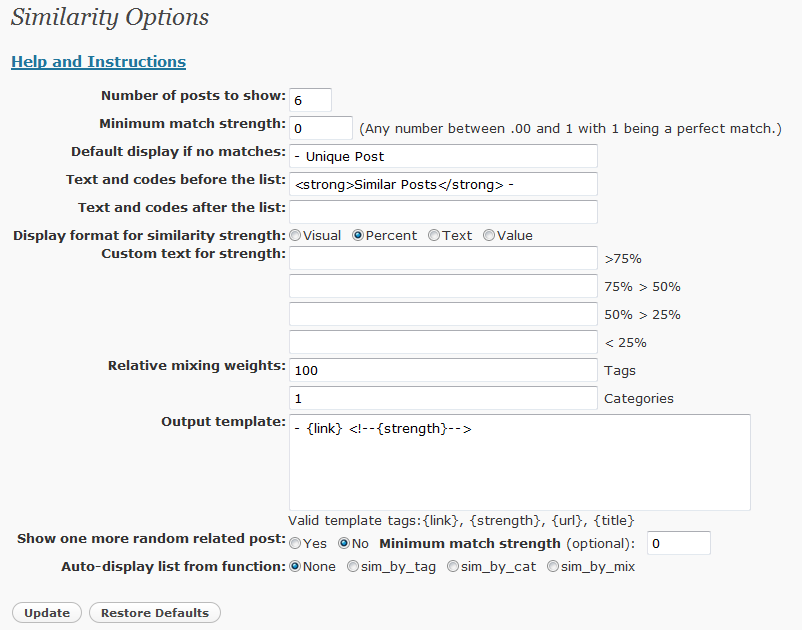 Similarity Options
Help and Instructions
Number of posts to show: 6
Minimum match strength: 0 (Any number between .00 and 1 with 1 being a perfect match.)
Default display if no matches: - Unique Post
Text and codes before the list: <strong>Similar Posts</strong> -
Text and codes after the list:
Display format for similarity strength: Visual Percent Text Value
Custom text for strength: >75%
75% > 50%
50% > 25%
< 25%
Relative mixing weights: 100 Tags
1 Categories
Output template: - {link} <!--{strength}-->
Valid template tags:{link}, {strength}, {url}, {title}
Show one more random related post: Yes No Minimum match strength (optional): 0
Auto-display list from function: None sim_by_tag sim_by_cat sim_by_mix
Update Restore Defaults